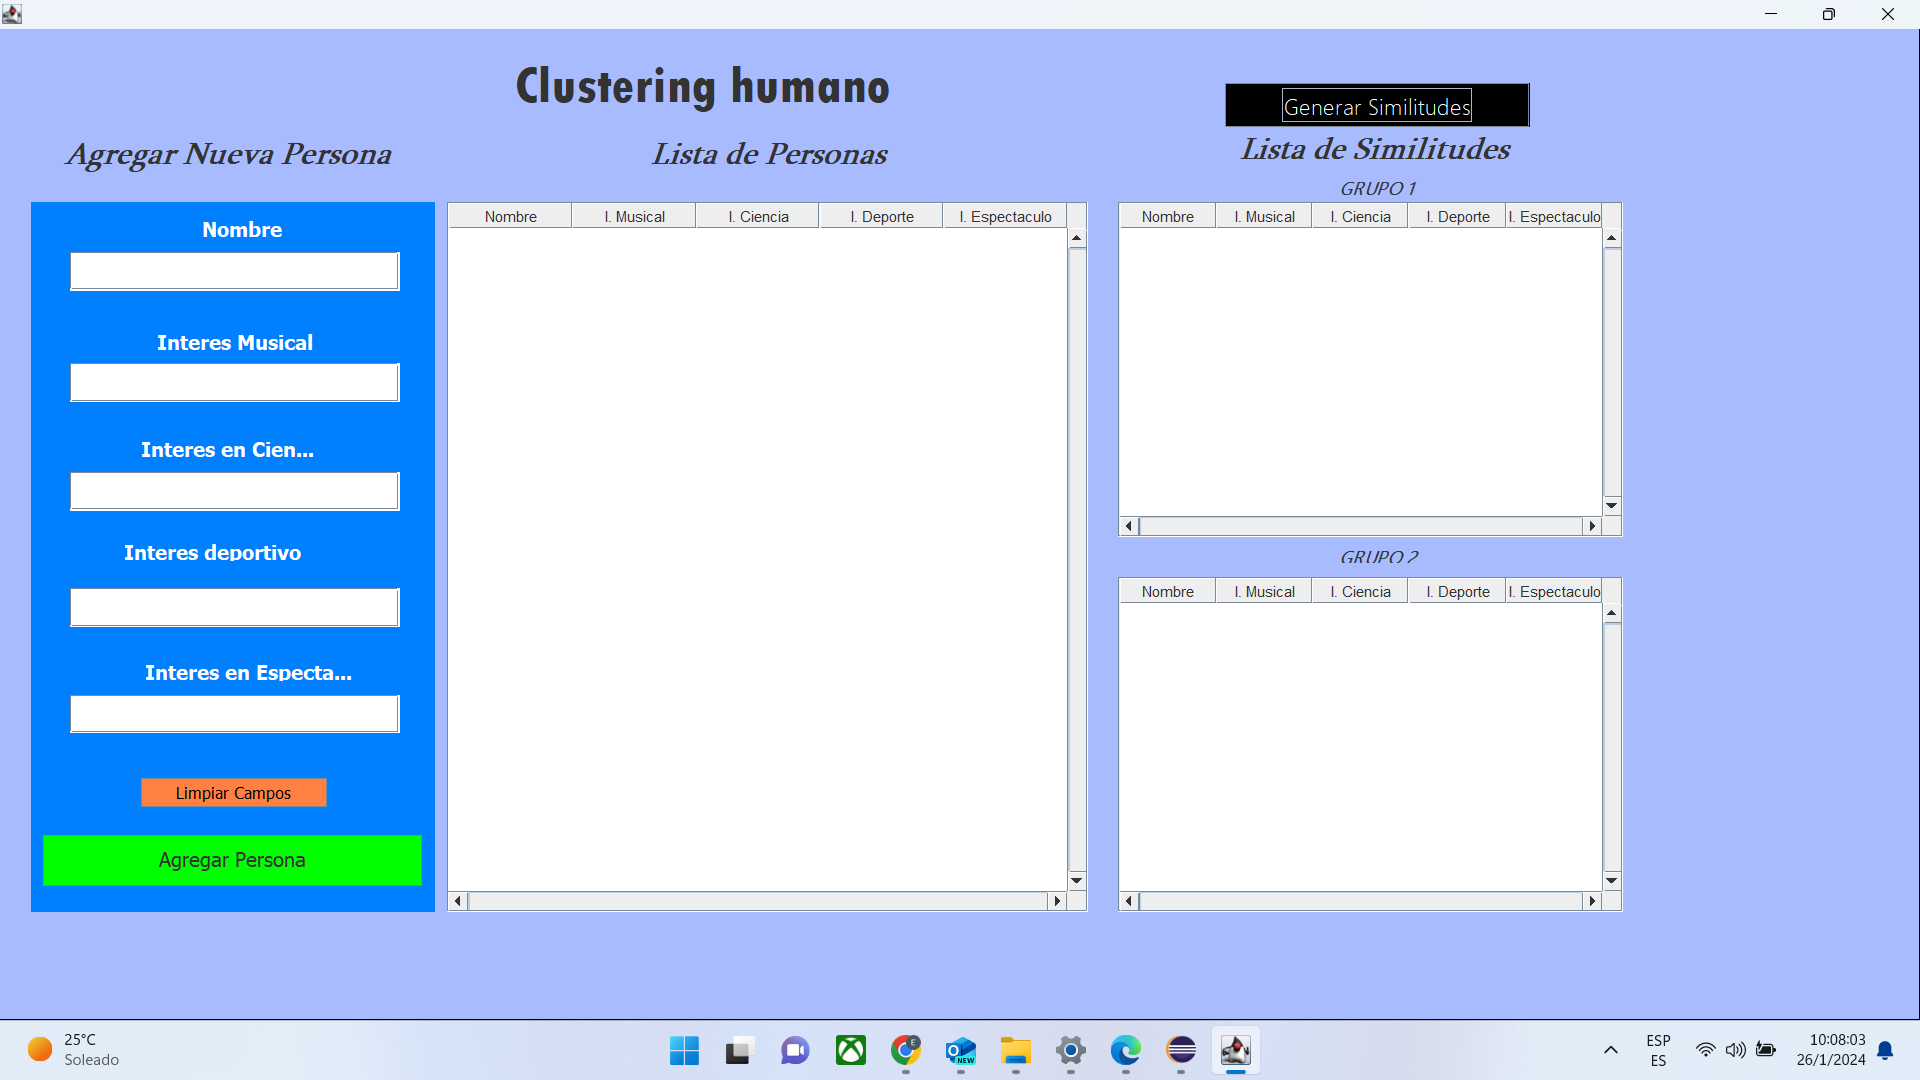 Clustering humano
Generar Similitudes
Agregar Nueva Persona
Lista de Personas
Lista de Similitudes
GRUPO 1
Nombre
Interes Musical
Interes en Cien...
Interes deportivo
Interes en Especta...
Limpiar Campos
Agregar Persona
Nombre I. Musical I. Ciencia I. Deporte I. Espectaculo
Nombre I. Musical I. Ciencia I. Deporte I. Espectaculo
GRUPO 2
Nombre I. Musical I. Ciencia I. Deporte I. Espectaculo
25°C
Soleado
E
NEW
ESP
ES
10:08:03
26/1/2024